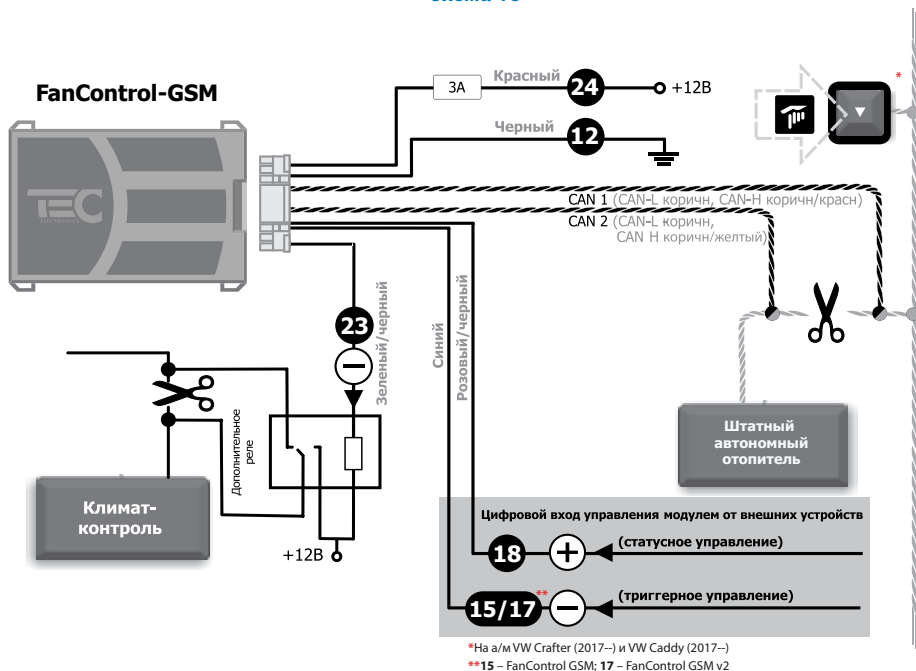 FanControl-GSM
TEC
ELECTRONICS
3А
Красный
24
+12В
*
Черный
12
CAN 1 (CAN-L коричн, CAN-H коричн/красн)
CAN 2 (CAN-L коричн,
CAN H коричн/желтый)
23
Зеленый/черный
Синий
Розовый/черный
Дополнительное
реле
Климат-
контроль
+12В
Штатный
автономный
отопитель
Цифровой вход управления модулем от внешних устройств
18
+
(статусное управление)
15/17
**
−
(триггерное управление)
*На а/м VW Crafter (2017--) и VW Caddy (2017--)
**15 – FanControl GSM; 17 – FanControl GSM v2